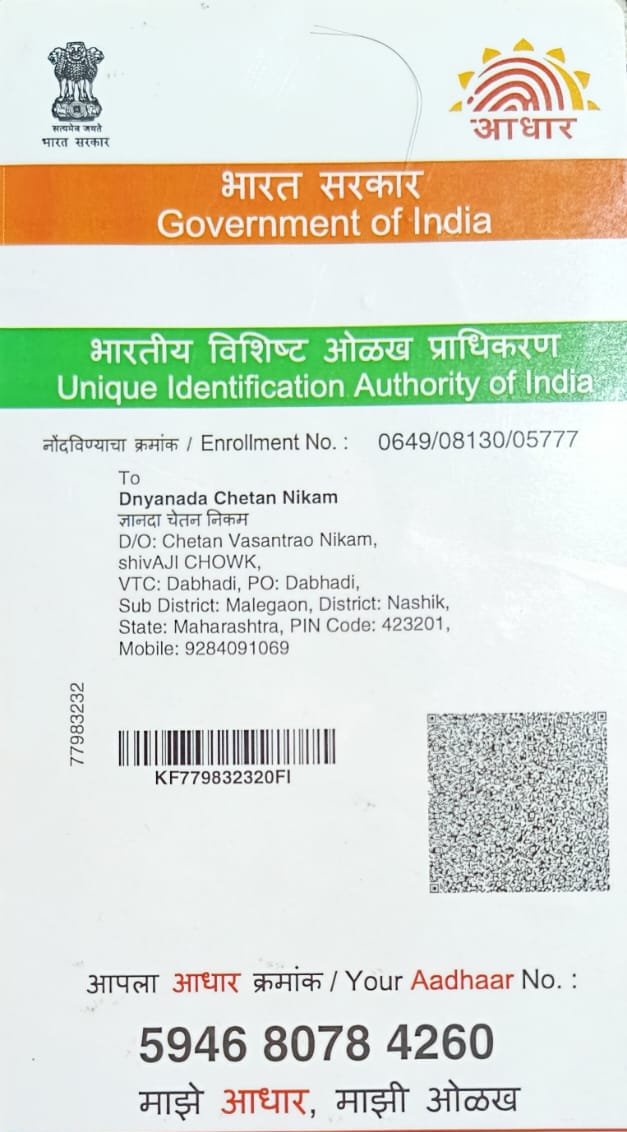 सत्यमेव जयते
भारत सरकार
आधार
भारत सरकार
Government of India
भारतीय विशिष्ट ओळख प्राधिकरण
Unique Identification Authority of India
नोंदविण्याचा क्रमांक / Enrollment No. : 0649/08130/05777
To
Dnyanada Chetan Nikam
ज्ञानदा चेतन निकम
D/O: Chetan Vasantrao Nikam,
shivAJI CHOWK,
VTC: Dabhadi, PO: Dabhadi,
Sub District: Malegaon, District: Nashik,
State: Maharashtra, PIN Code: 423201,
Mobile: 9284091069
77983232
KF779832320FI
आपला आधार क्रमांक / Your Aadhaar No. :
5946 8078 4260
माझे आधार, माझी ओळख